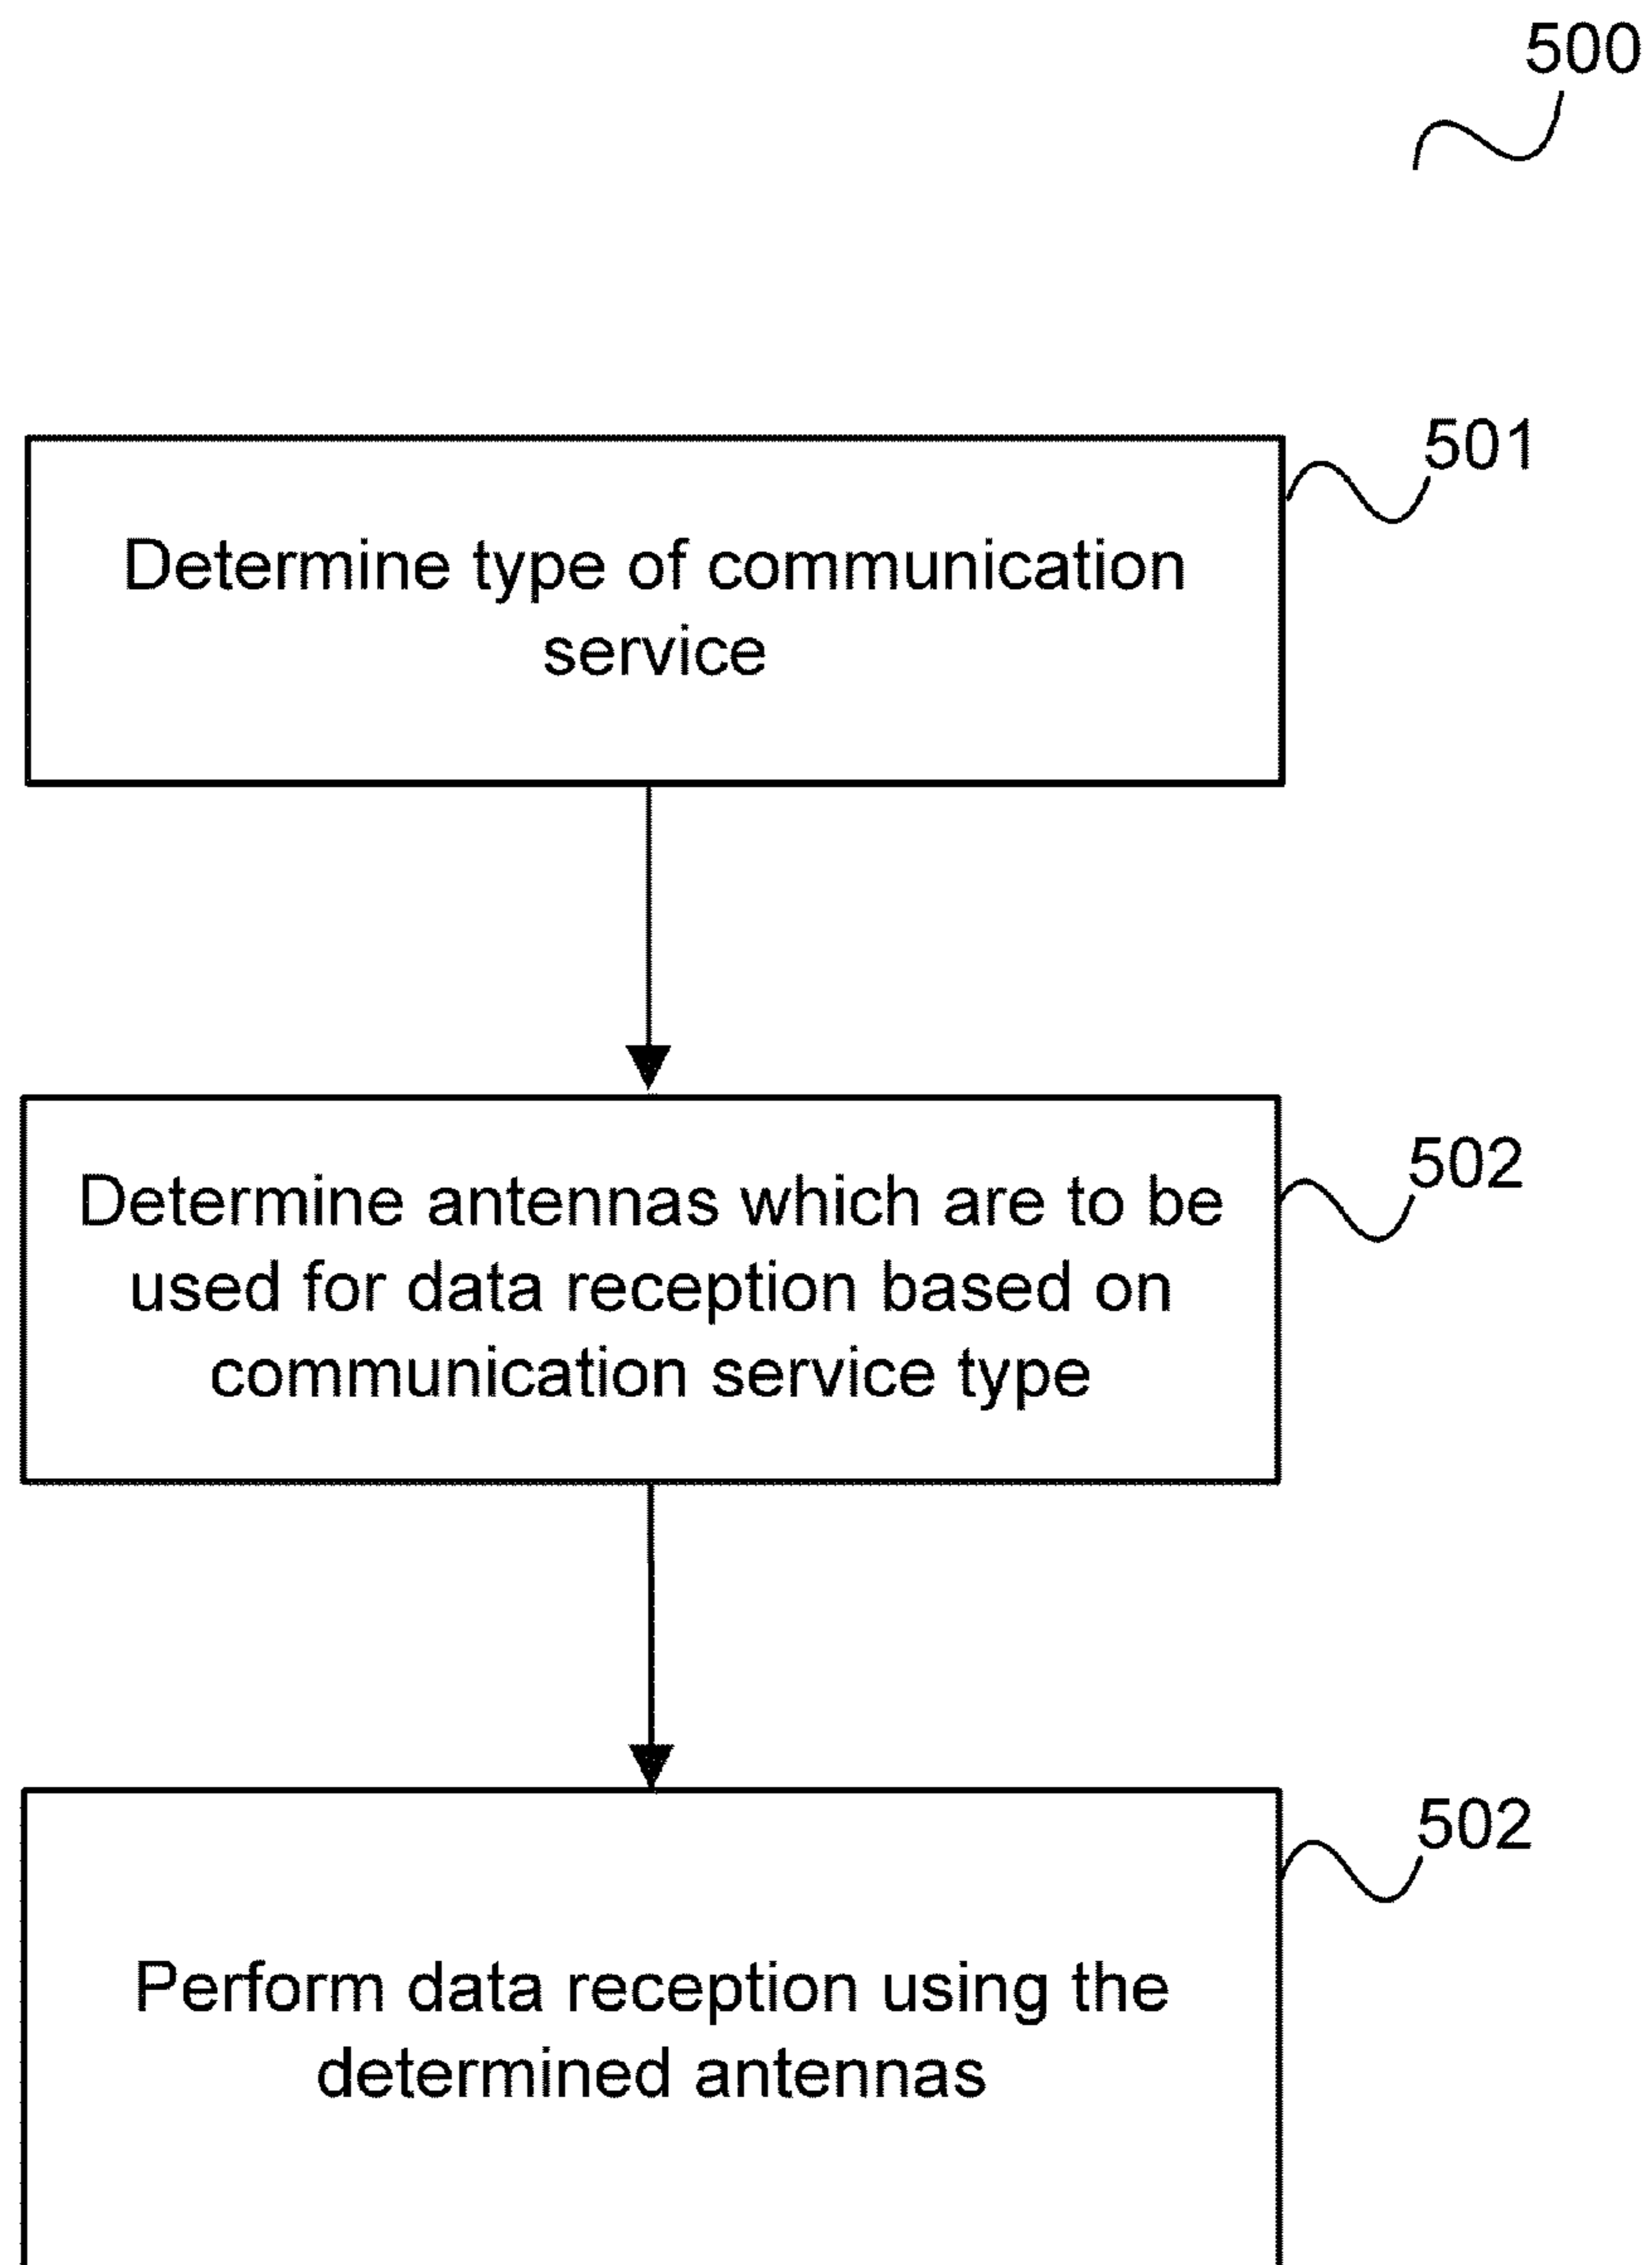 500
501
Determine type of communication
service
502
Determine antennas which are to be
used for data reception based on
communication service type
502
Perform data reception using the
determined antennas